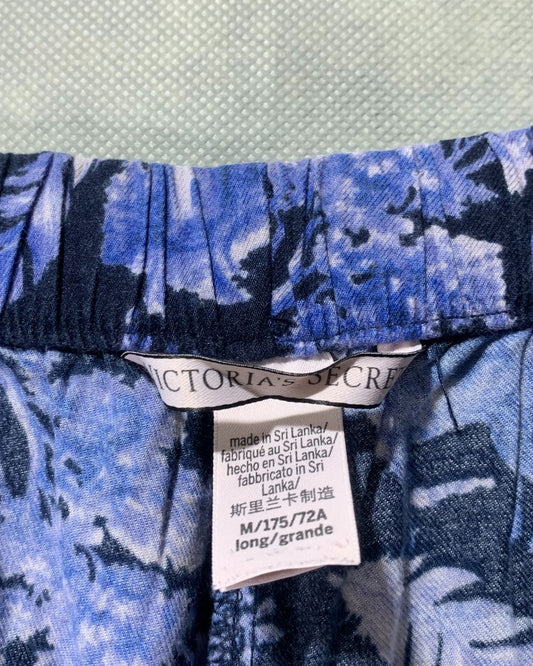 VICTORIA'S SECRE
made in Sri Lanka/
fabriqué au Sri Lanka/
hecho en Sri Lanka/
fabbricato in Sri
Lanka/
斯里兰卡制造
M/175/72A
long/grande